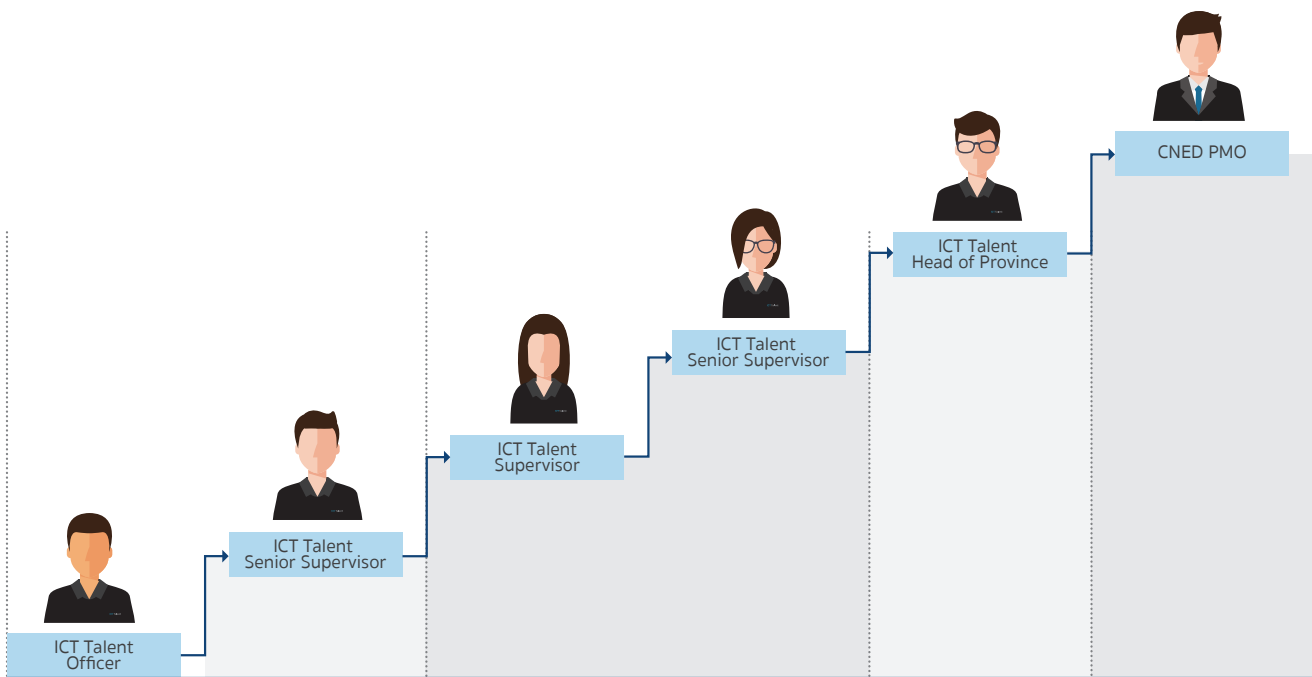 CNED PMO
ICT Talent
Head of Province
ICT Talent
Senior Supervisor
ICT Talent
Supervisor
ICT Talent
Senior Supervisor
ICT Talent
Officer